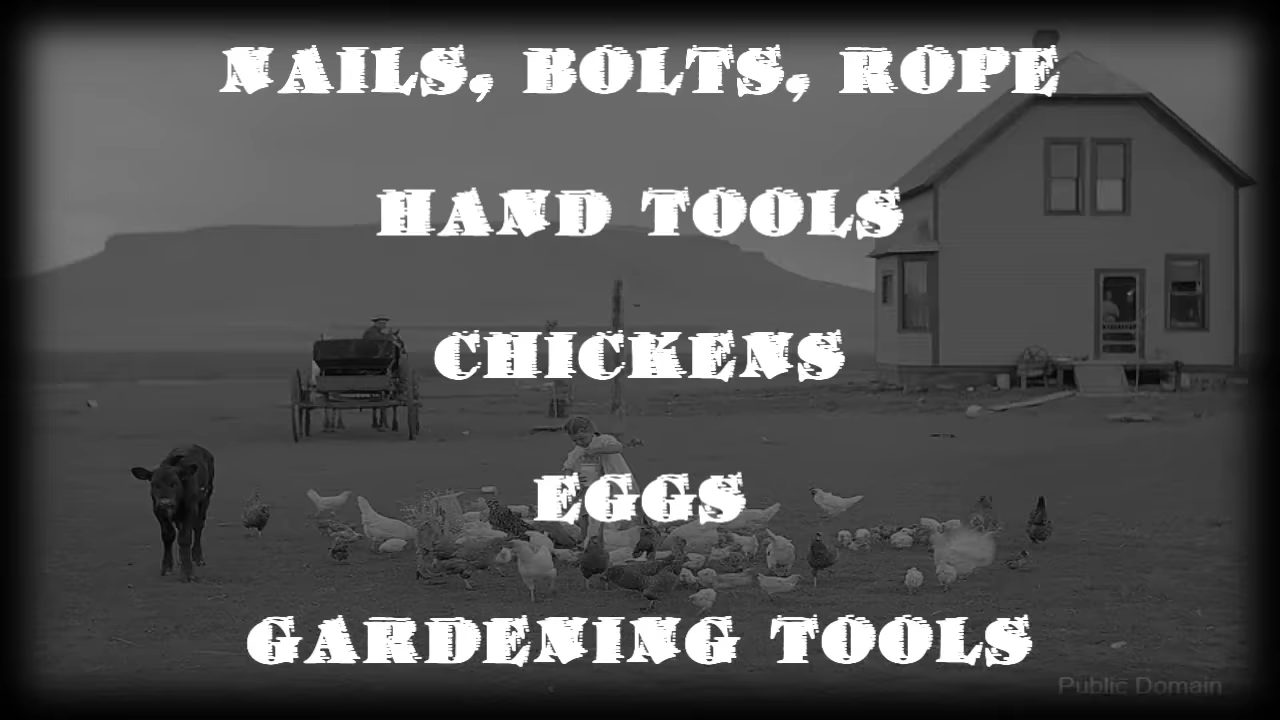 NAILS, BOLTS, ROPE
HAND TOOLS
CHICKENS
EGGS
GARDENING TOOLS
Public Domain